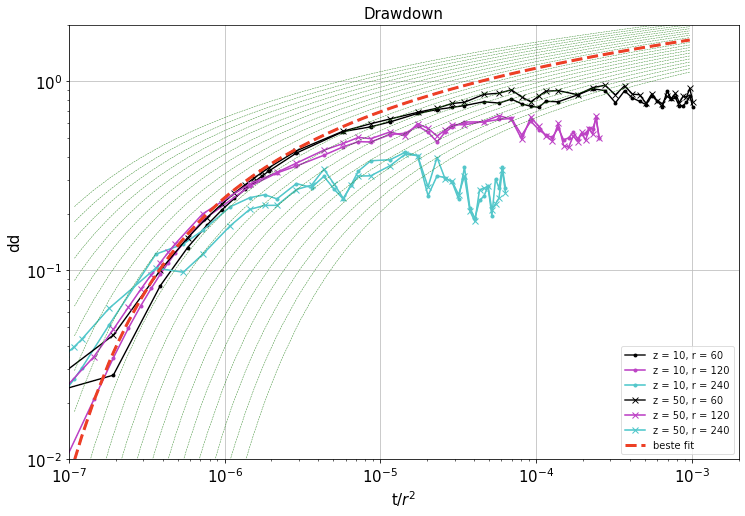 Drawdown
dd
10⁰
10⁻¹
10⁻²
10⁻⁷
10⁻⁶
10⁻⁵
10⁻⁴
10⁻³
t/r²
z = 10, r = 60
z = 10, r = 120
z = 10, r = 240
z = 50, r = 60
z = 50, r = 120
z = 50, r = 240
beste fit